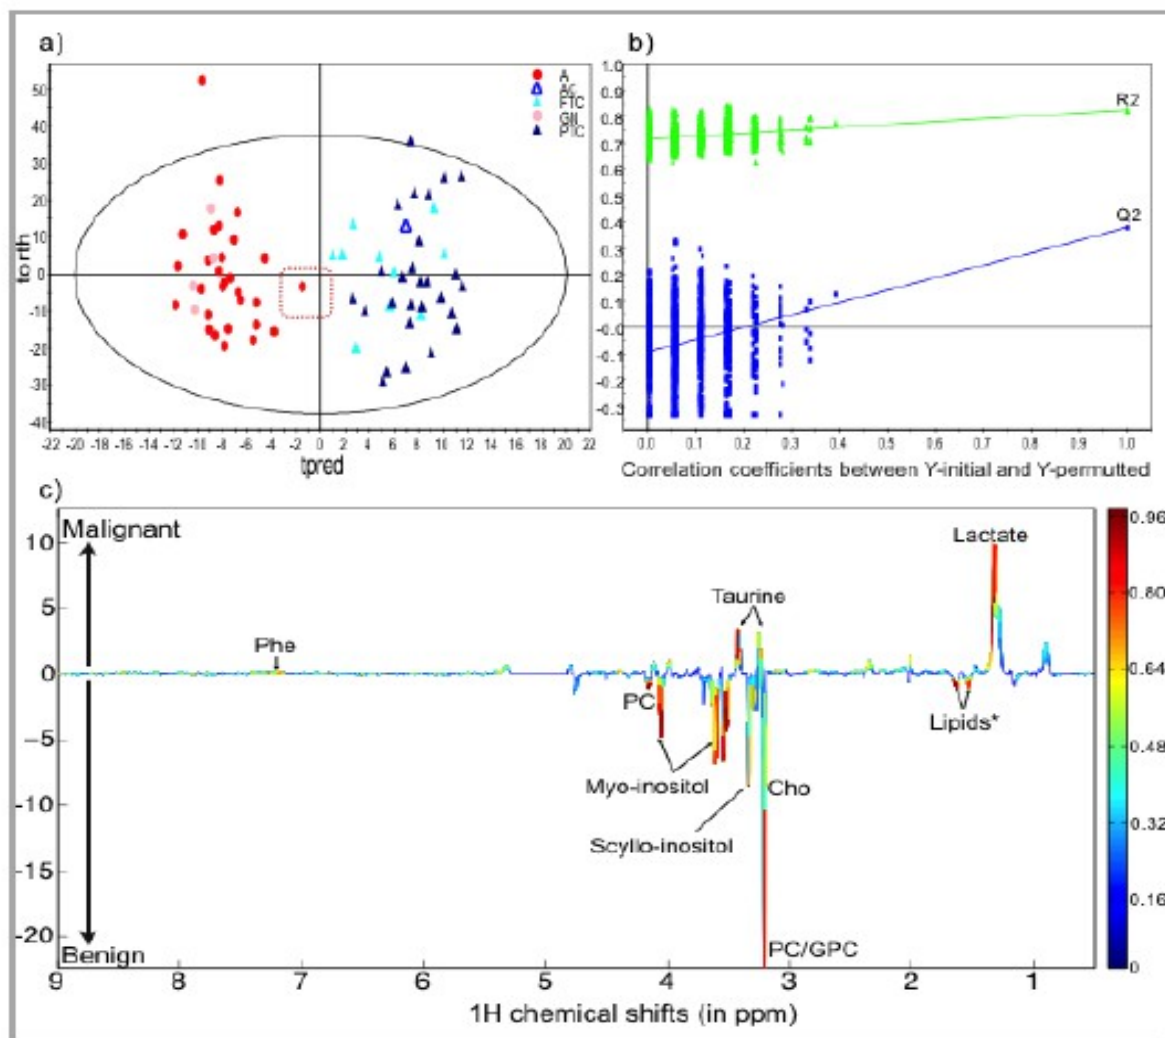 a)
50
40
30
20
10
0
-10
-20
-30
-40
torth
-22 -20 -18 -16 -14 -12 -10 -8 -6 -4 -2 0 2 4 6 8 10 12 14 16 18 20 22
tpred
A
AC
FTC
GN
PTC
b)
1.0
0.9
0.8
0.7
0.6
0.5
0.4
0.3
0.2
0.1
-0.0
-0.1
-0.2
-0.3
R2
Q2
0.0 0.1 0.2 0.3 0.4 0.5 0.6 0.7 0.8 0.9 1.0
Correlation coefficients between Y-initial and Y-permutted
c)
Malignant
Benign
10
5
0
-5
-10
-15
-20
Phe
PC
Myo-inositol
Scyllo-inositol
Taurine
Cho
PC/GPC
Lactate
Lipids*
9 8 7 6 5 4 3 2 1
1H chemical shifts (in ppm)
0.96
0.80
0.64
0.48
0.32
0.16
0